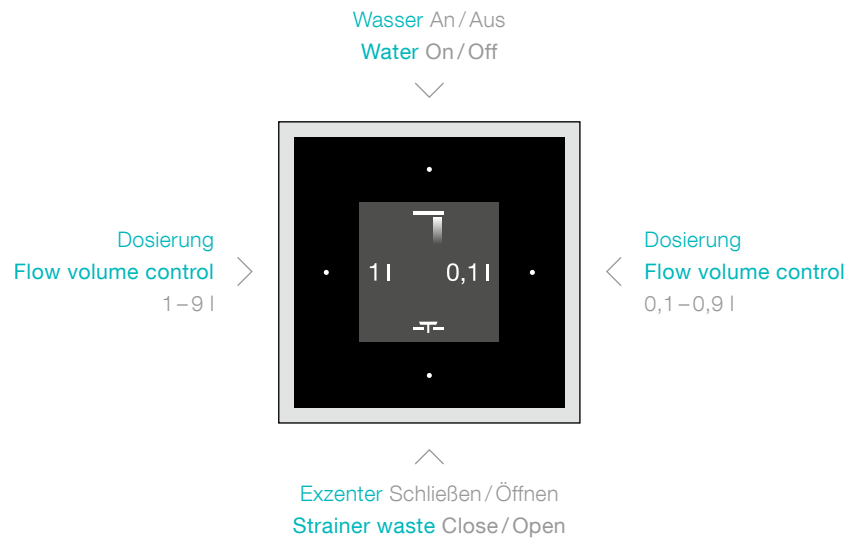 Wasser An / Aus
Water On / Off
Dosierung
Flow volume control
1 – 9 l
1 l
0,1 l
Dosierung
Flow volume control
0,1 – 0,9 l
Exzenter Schließen / Öffnen
Strainer waste Close / Open